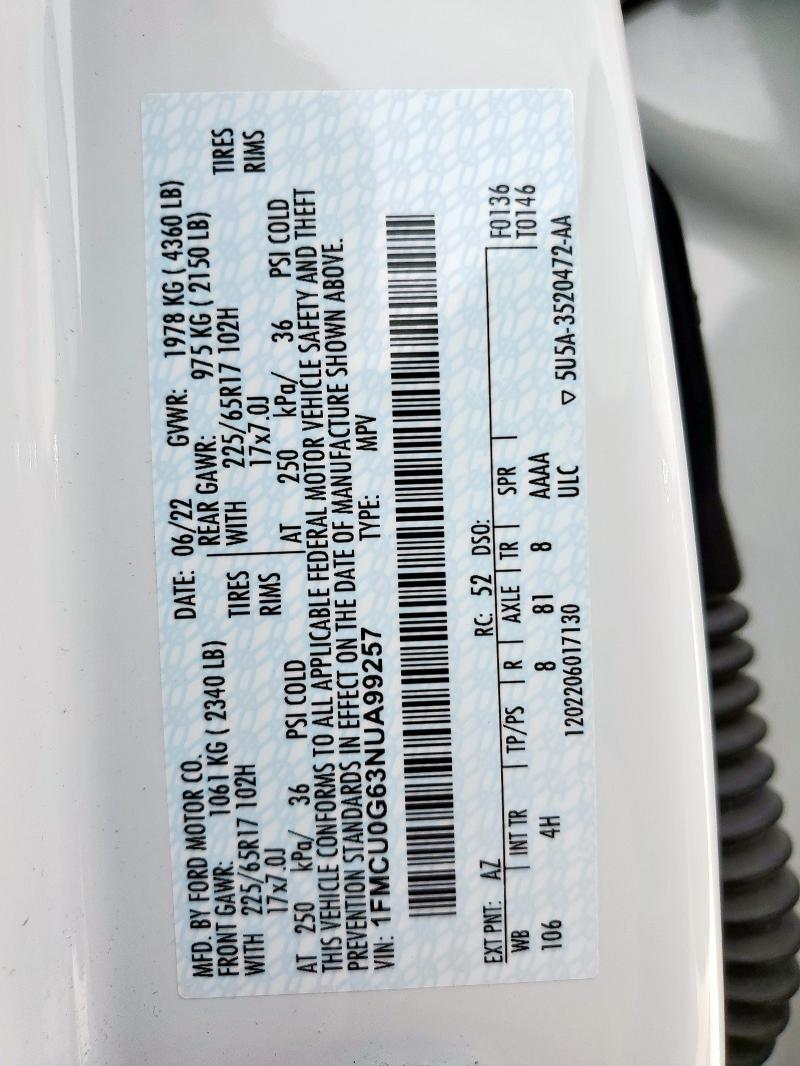 MFD. BY FORD MOTOR CO.
DATE: 06/22 GVWR: 1978 KG ( 4360 LB)
FRONT GAWR: 1061 KG ( 2340 LB)
REAR GAWR: 975 KG ( 2150 LB)
WITH 225/65R17 102H TIRES
WITH 225/65R17 102H TIRES
17x7.0J RIMS
17x7.0J RIMS
AT 250 kPa/ 36 PSI COLD
AT 250 kPa/ 36 PSI COLD
THIS VEHICLE CONFORMS TO ALL APPLICABLE FEDERAL MOTOR VEHICLE SAFETY AND THEFT
PREVENTION STANDARDS IN EFFECT ON THE DATE OF MANUFACTURE SHOWN ABOVE.
VIN: 1FMCU0G63NUA99257 TYPE: MPV
EXT PNT: AZ RC: 52 DSO: F0136
WB INT TR TP/PS R AXLE TR SPR T0146
106 4H 8 81 8 AAAA
ULC
1202206017130 ▽ 5U5A-3520472-AA